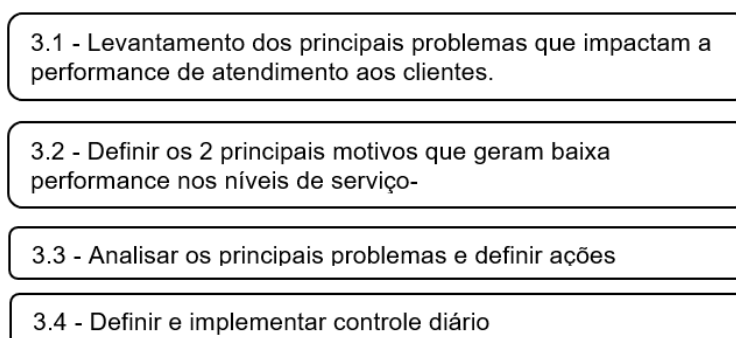 3.1 - Levantamento dos principais problemas que impactam a
performance de atendimento aos clientes.
3.2 - Definir os 2 principais motivos que geram baixa
performance nos níveis de serviço-
3.3 - Analisar os principais problemas e definir ações
3.4 - Definir e implementar controle diário